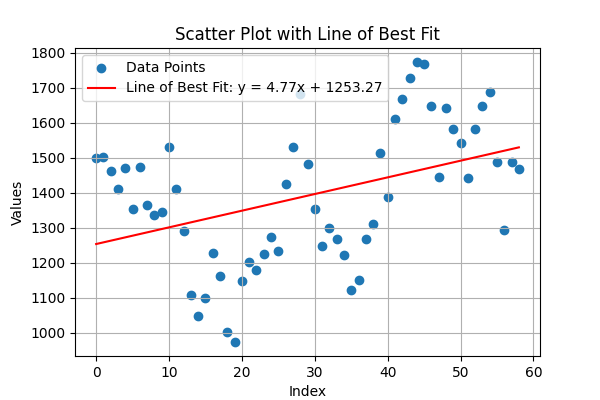 Scatter Plot with Line of Best Fit
Data Points
Line of Best Fit: y = 4.77x + 1253.27
Values
1800
1700
1600
1500
1400
1300
1200
1100
1000
0 10 20 30 40 50 60
Index